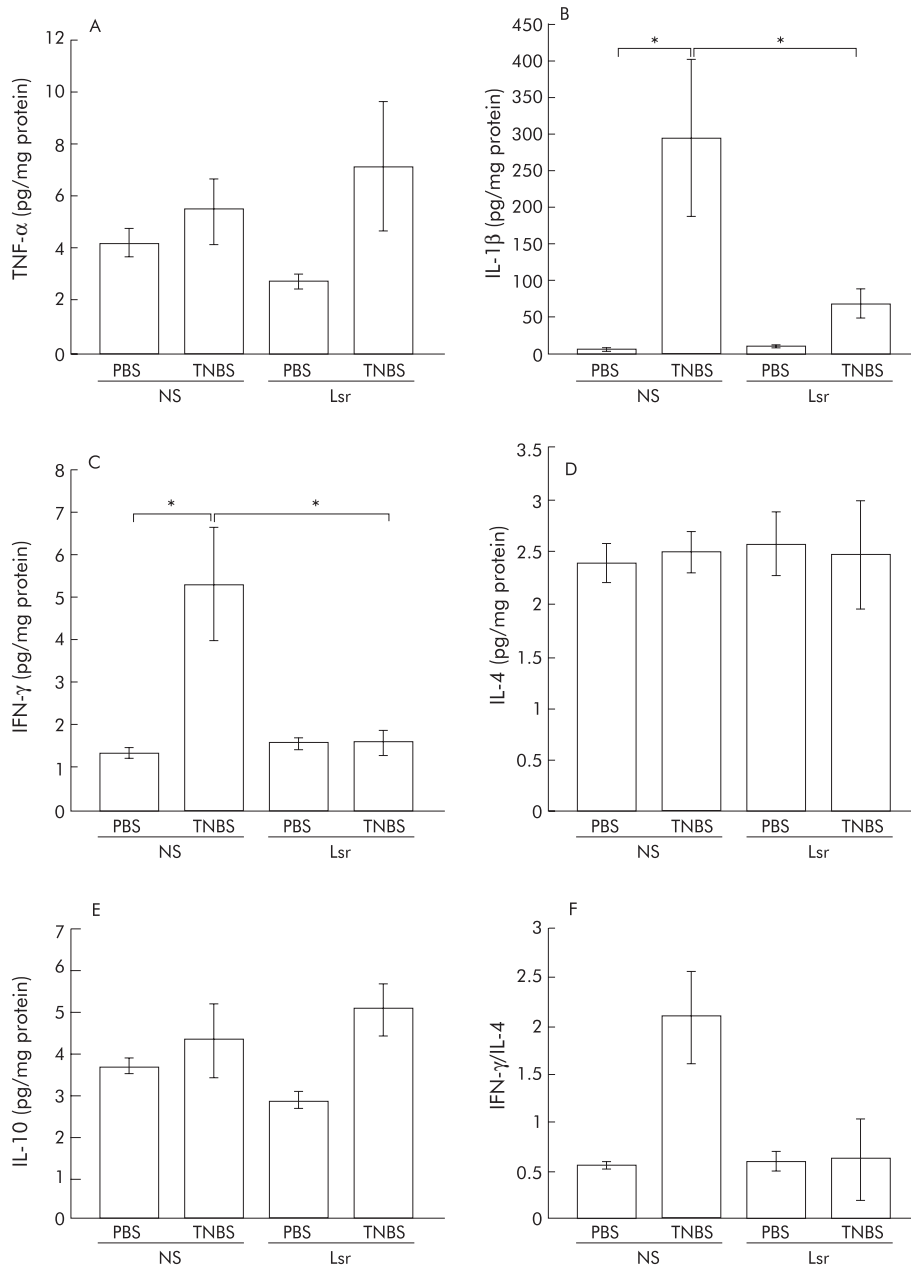 A
TNF-α (pg/mg protein)
12
10
8
6
4
2
0
PBS TNBS PBS TNBS
NS Lsr
B
IL-1β (pg/mg protein)
450
400
350
300
250
200
150
100
50
0
* *
PBS TNBS PBS TNBS
NS Lsr
C
IFN-γ (pg/mg protein)
8
7
6
5
4
3
2
1
0
* *
PBS TNBS PBS TNBS
NS Lsr
D
IL-4 (pg/mg protein)
3.5
3
2.5
2
1.5
1
0.5
0
PBS TNBS PBS TNBS
NS Lsr
E
IL-10 (pg/mg protein)
7
6
5
4
3
2
1
0
PBS TNBS PBS TNBS
NS Lsr
F
IFN-γ/IL-4
3
2.5
2
1.5
1
0.5
0
PBS TNBS PBS TNBS
NS Lsr